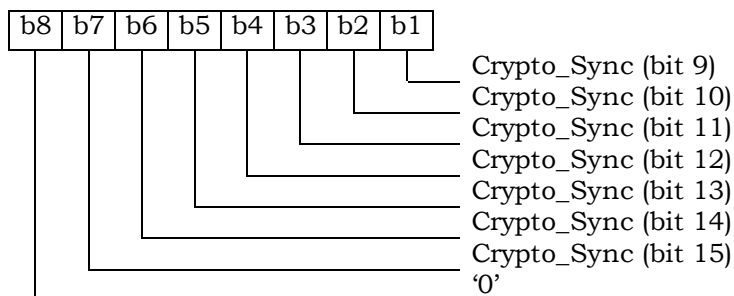 b8 b7 b6 b5 b4 b3 b2 b1
Crypto_Sync (bit 9)
Crypto_Sync (bit 10)
Crypto_Sync (bit 11)
Crypto_Sync (bit 12)
Crypto_Sync (bit 13)
Crypto_Sync (bit 14)
Crypto_Sync (bit 15)
‘0’